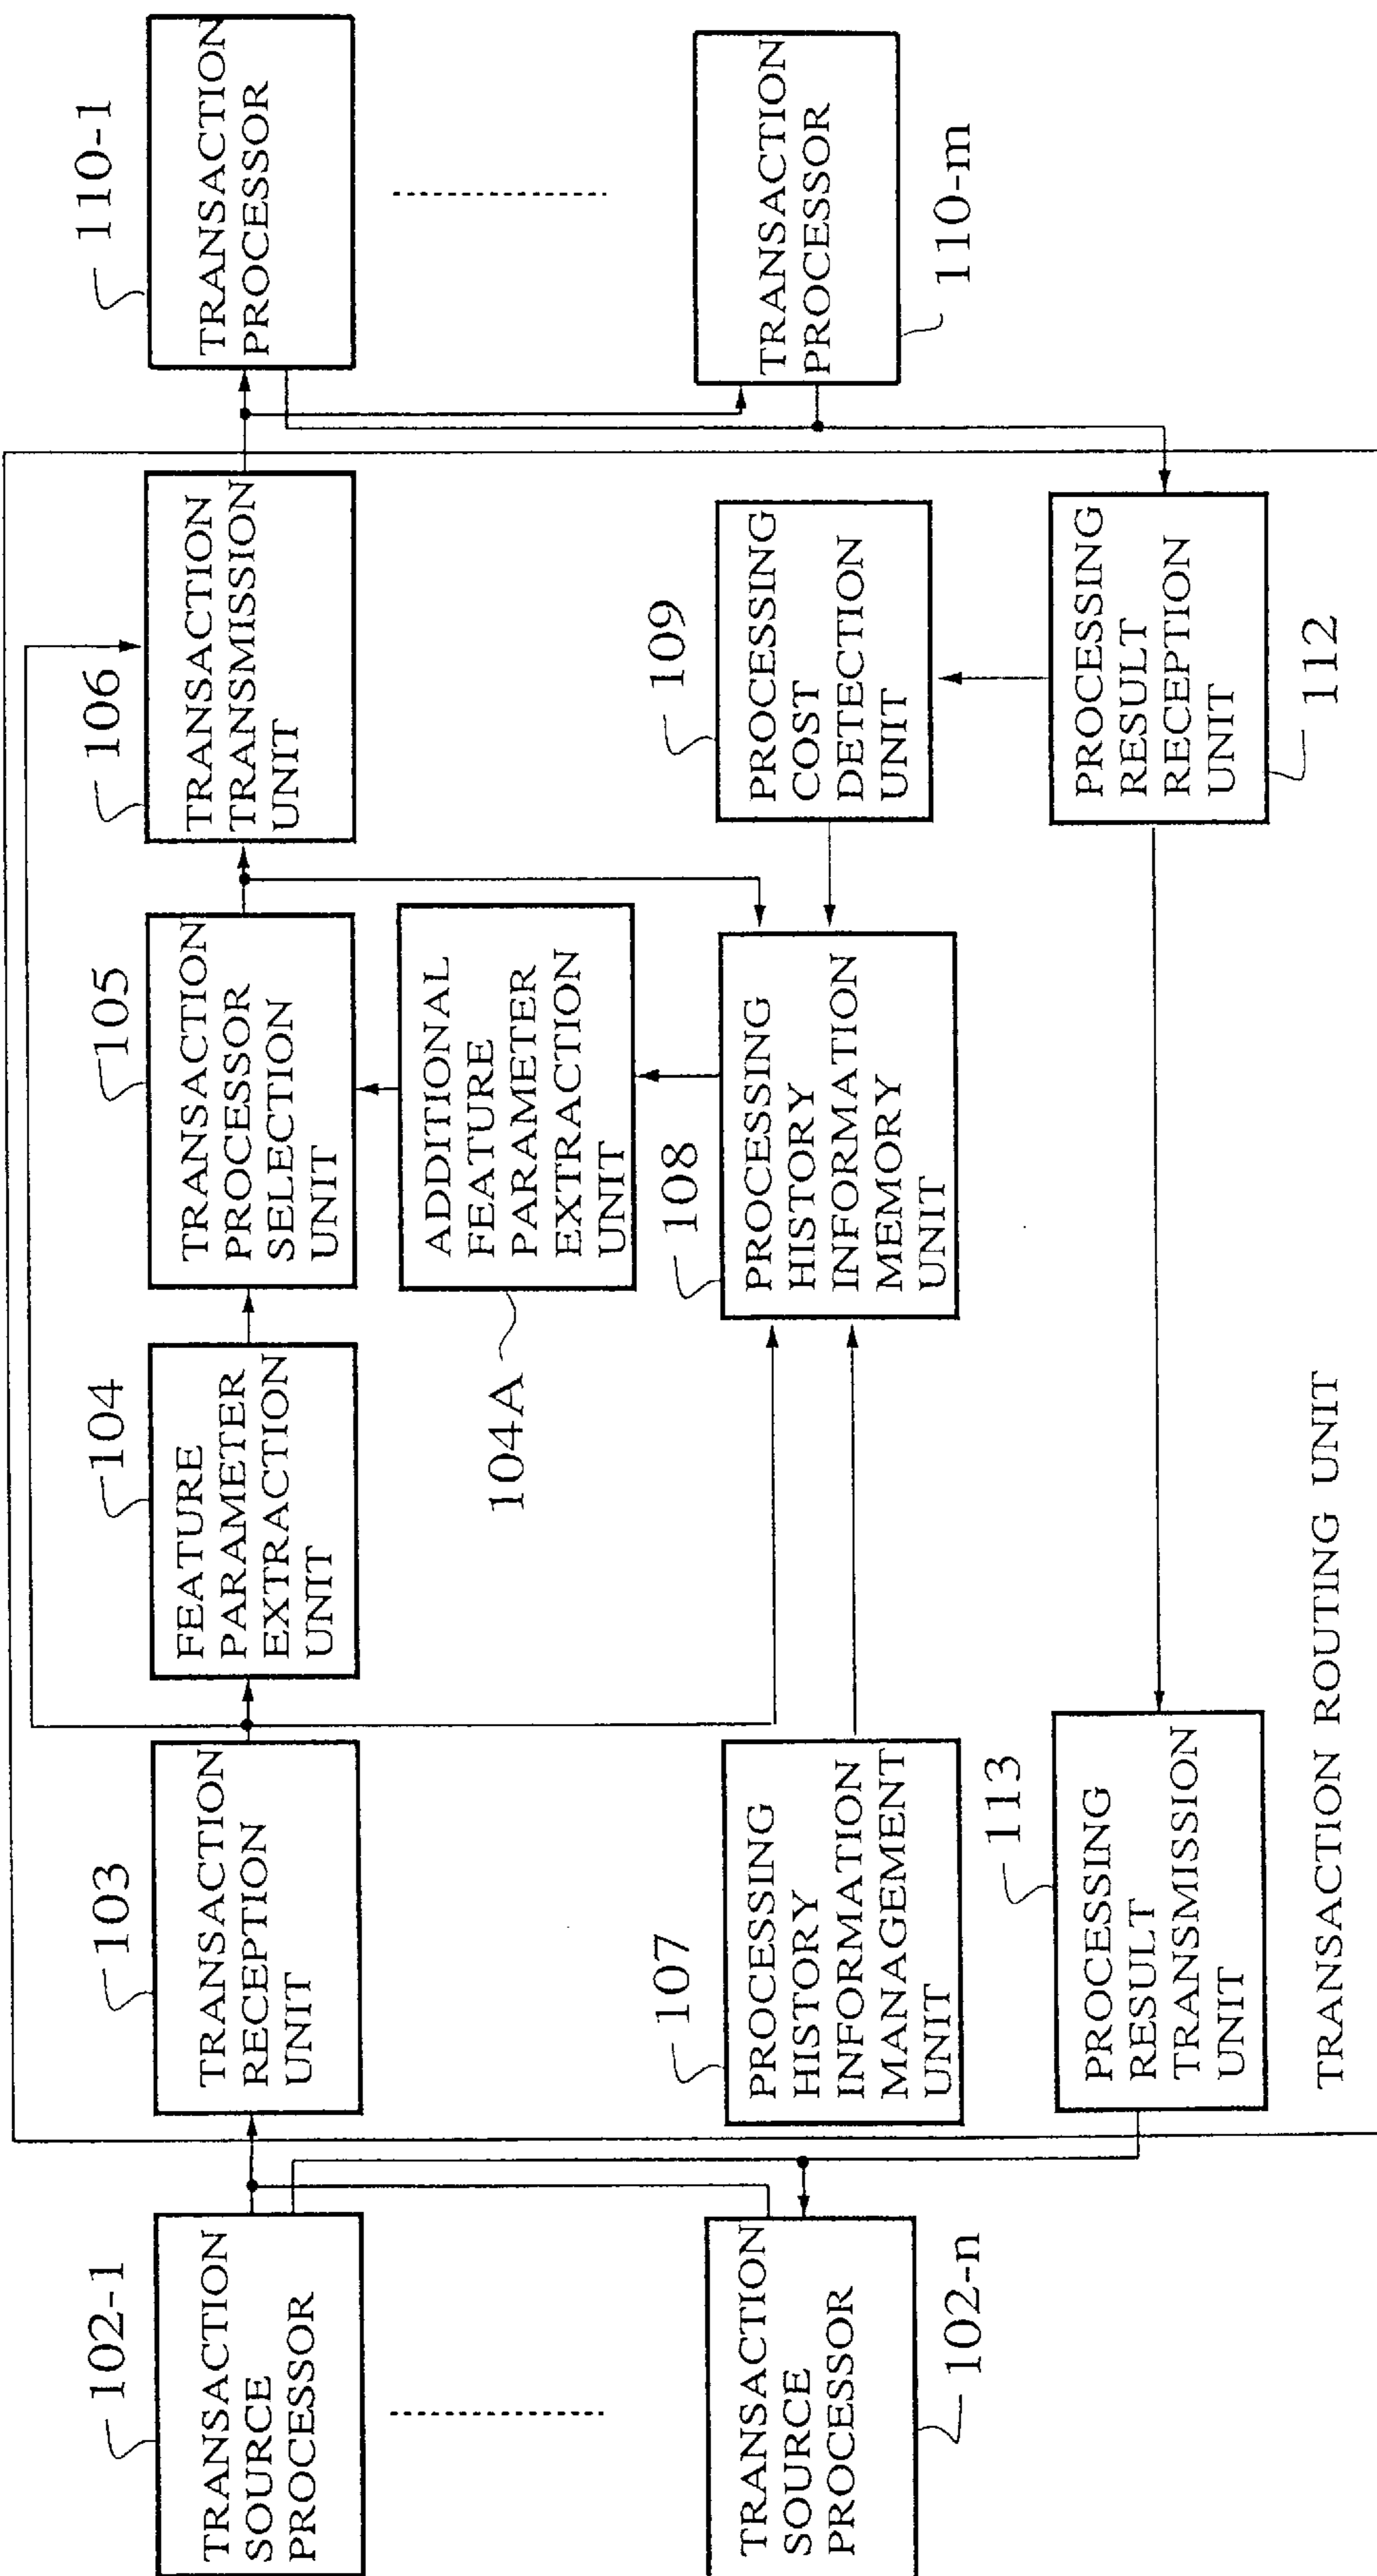 102-1
TRANSACTION
SOURCE
PROCESSOR
TRANSACTION
SOURCE
PROCESSOR
102-n
103
TRANSACTION
RECEPTION
UNIT
104
FEATURE
PARAMETER
EXTRACTION
UNIT
105
TRANSACTION
PROCESSOR
SELECTION
UNIT
106
TRANSACTION
TRANSMISSION
UNIT
110-1
TRANSACTION
PROCESSOR
TRANSACTION
PROCESSOR
110-m
104A
ADDITIONAL
FEATURE
PARAMETER
EXTRACTION
UNIT
107
PROCESSING
HISTORY
INFORMATION
MANAGEMENT
UNIT
108
PROCESSING
HISTORY
INFORMATION
MEMORY
UNIT
109
PROCESSING
COST
DETECTION
UNIT
113
PROCESSING
RESULT
TRANSMISSION
UNIT
PROCESSING
RESULT
RECEPTION
UNIT
112
TRANSACTION ROUTING UNIT